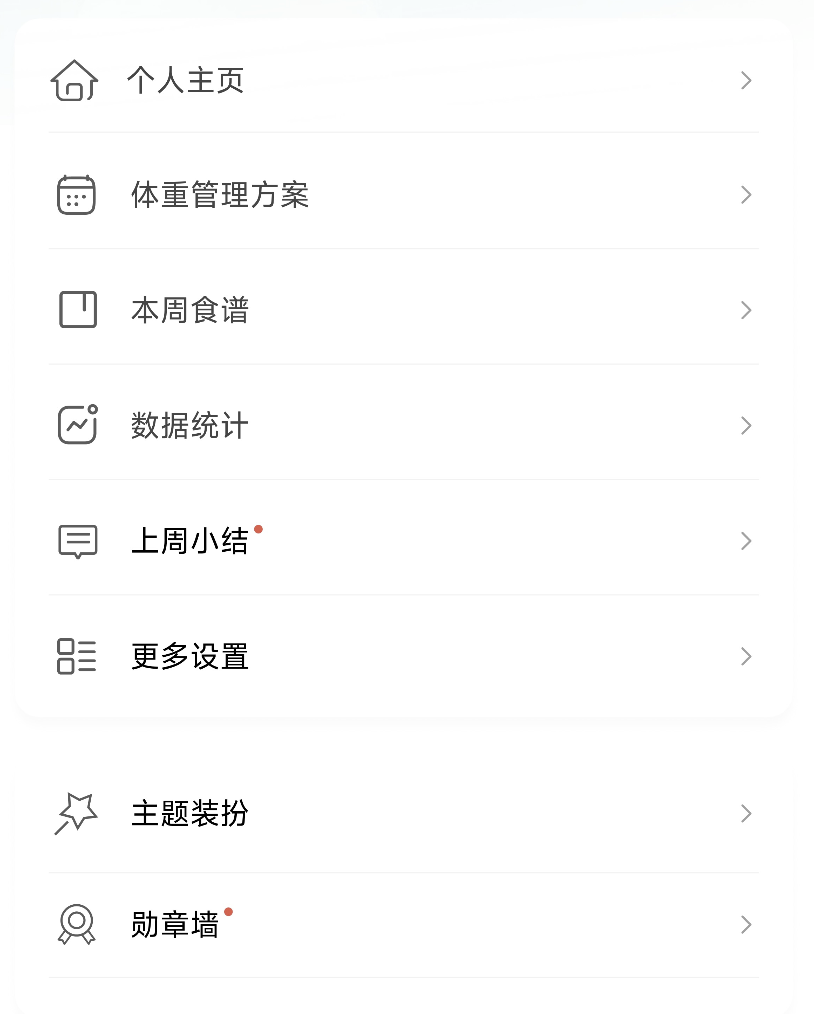 个人主页
体重管理方案
本周食谱
数据统计
上周小结
更多设置
主题装扮
勋章墙